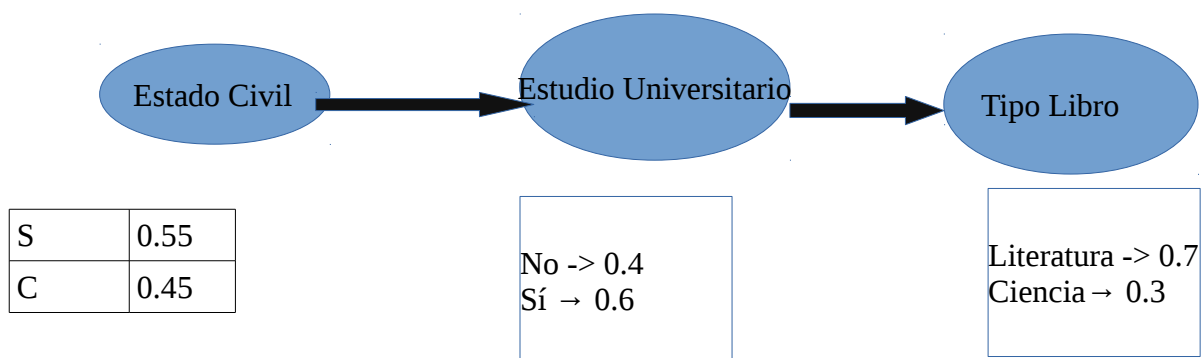 Estado Civil
Estudio Universitario
Tipo Libro
S 0.55
C 0.45
No -> 0.4
Sí → 0.6
Literatura -> 0.7
Ciencia→ 0.3